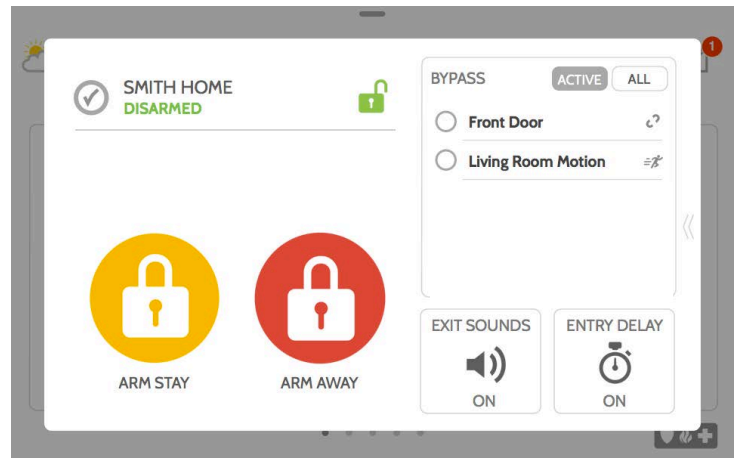 1
SMITH HOME
DISARMED
BYPASS
ACTIVE
ALL
Front Door
Living Room Motion
ARM STAY
ARM AWAY
EXIT SOUNDS
ON
ENTRY DELAY
ON